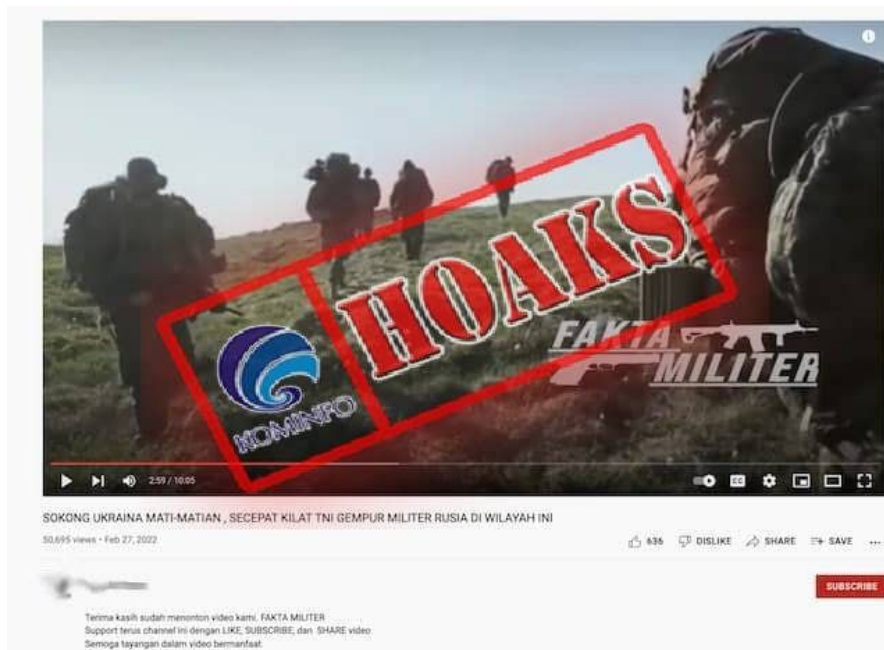 HOAKS
KOMINFO
FAKTA
MILITER
2:59 / 10:05
CC
SOKONG UKRAINA MATI-MATIAN , SECEPAT KILAT TNI GEMPUR MILITER RUSIA DI WILAYAH INI
50,695 views • Feb 27, 2022
636 DISLIKE SHARE SAVE ...
SUBSCRIBE
Terima kasih sudah menonton video kami. FAKTA MILITER
Support terus channel ini dengan LIKE, SUBSCRIBE, dan SHARE video
Semoga tayangan dalam video bermanfaat